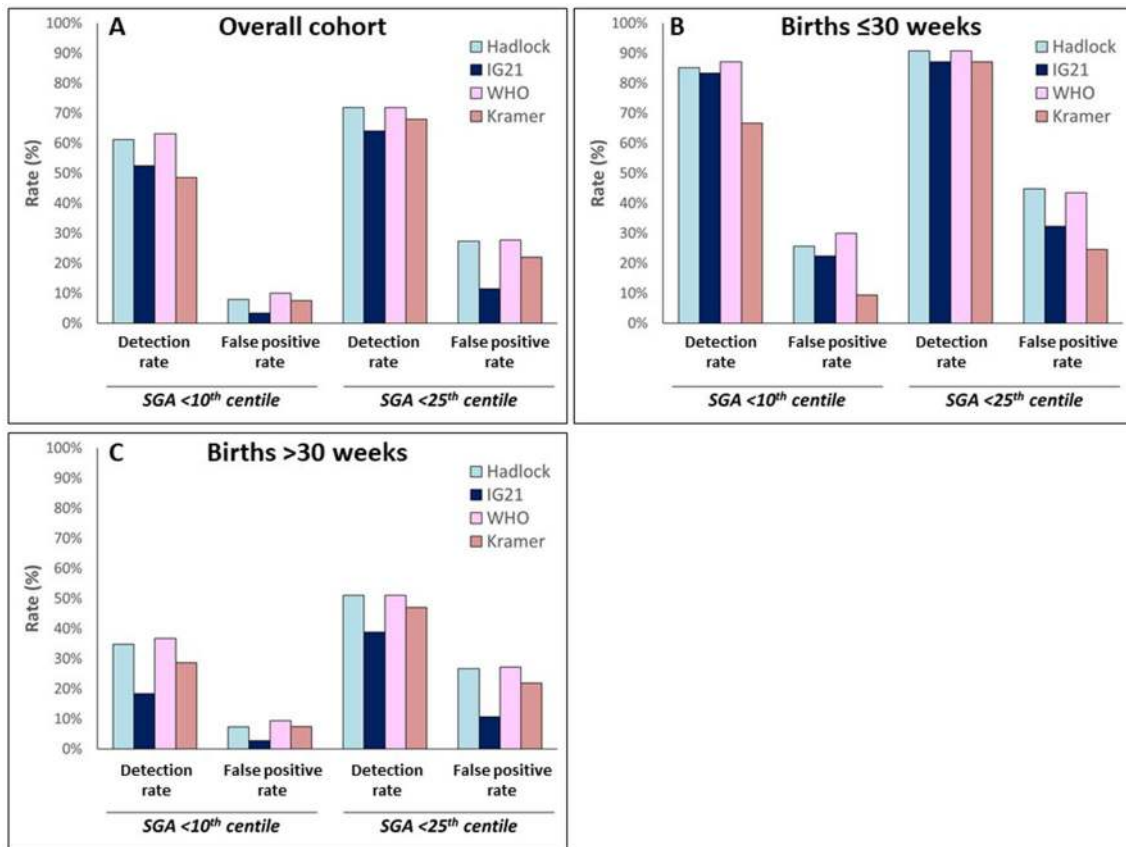 A Overall cohort
Hadlock
IG21
WHO
Kramer
Rate (%)
100%
90%
80%
70%
60%
50%
40%
30%
20%
10%
0%
Detection rate
False positive rate
Detection rate
False positive rate
SGA <10th centile
SGA <25th centile
B Births ≤30 weeks
Hadlock
IG21
WHO
Kramer
Rate (%)
100%
90%
80%
70%
60%
50%
40%
30%
20%
10%
0%
Detection rate
False positive rate
Detection rate
False positive rate
SGA <10th centile
SGA <25th centile
C Births >30 weeks
Hadlock
IG21
WHO
Kramer
Rate (%)
100%
90%
80%
70%
60%
50%
40%
30%
20%
10%
0%
Detection rate
False positive rate
Detection rate
False positive rate
SGA <10th centile
SGA <25th centile